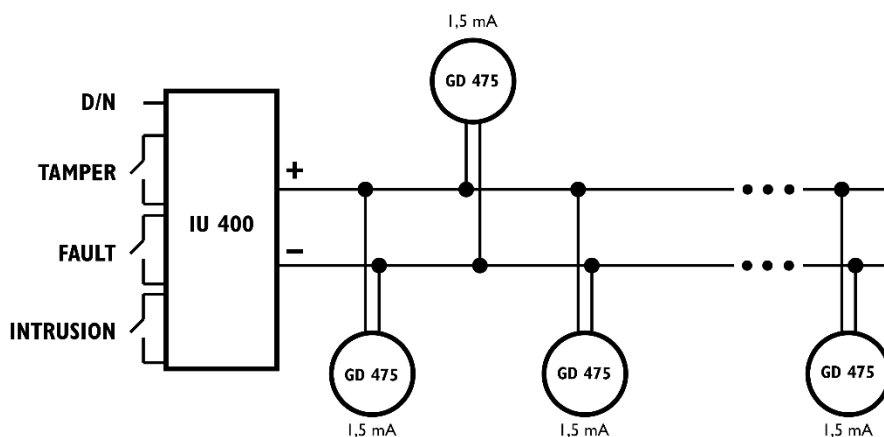 1,5 mA
GD 475
D/N
TAMPER
+
IU 400
FAULT
−
INTRUSION
GD 475
GD 475
GD 475
1,5 mA
1,5 mA
1,5 mA